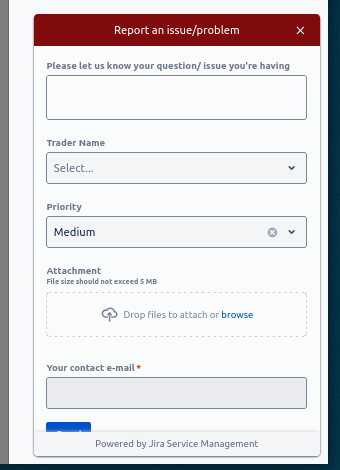 Report an issue/problem
Please let us know your question/ issue you're having
Trader Name
Select...
Priority
Medium
Attachment
File size should not exceed 5 MB
Drop files to attach or browse
Your contact e-mail *
Powered by Jira Service Management